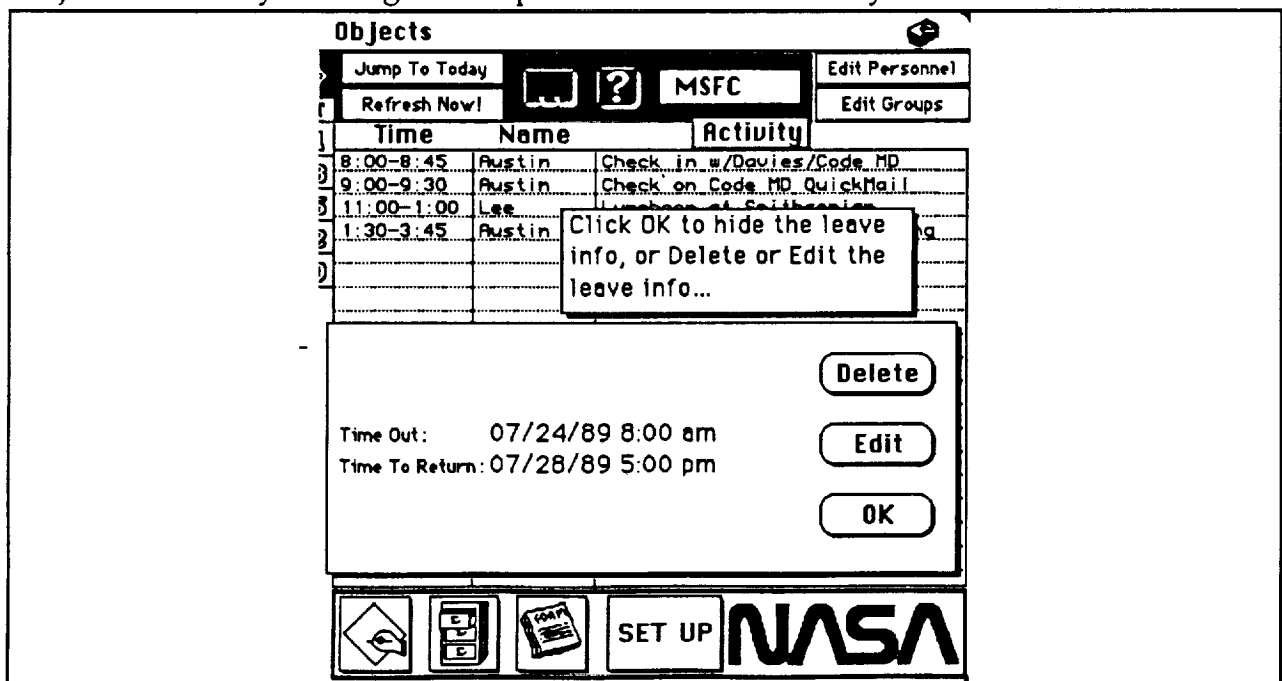 Objects
Jump To Today
Edit Personnel
? MSFC
Refresh Now!
Edit Groups
Time Name Activity
8:00-8:45 Austin Check in w/Davies/Code MD
9:00-9:30 Austin Check on Code MD QuickMail
11:00-1:00 Lee Luncheon at Smithsonian
1:30-3:45 Austin
Click OK to hide the leave
info, or Delete or Edit the
leave info...
Delete
Time Out: 07/24/89 8:00 am
Edit
Time To Return: 07/28/89 5:00 pm
OK
SET UP NASA